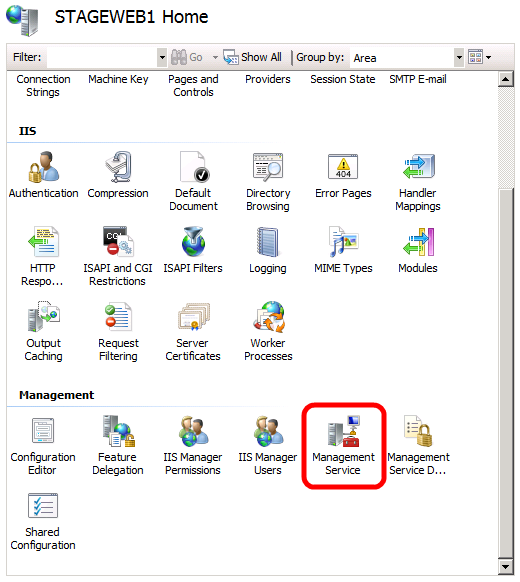 STAGEWEB1 Home
Filter: Go Show All Group by: Area
Connection Machine Key Pages and Providers Session State SMTP E-mail
Strings Controls
IIS
404
CGI
Authentication Compression Default Directory Error Pages Handler
Document Browsing Mappings
HTTP ISAPI and CGI ISAPI Filters Logging MIME Types Modules
Respo... Restrictions
Output Request Server Worker
Caching Filtering Certificates Processes
Management
Configuration Feature IIS Manager IIS Manager Management Management
Editor Delegation Permissions Users Service Service D...
Shared
Configuration